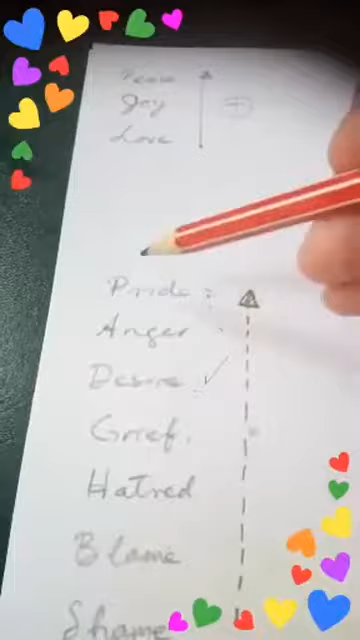 Peace
Joy +
Love
Pride :
Anger
Desire ✓
Grief.
Hatred
Blame
Shame